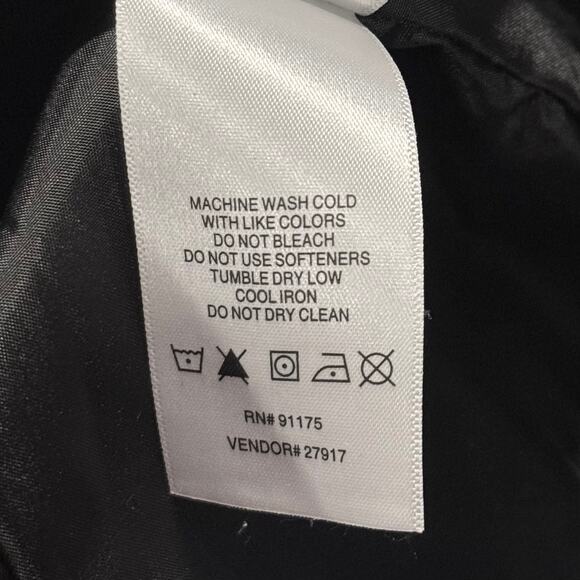 MACHINE WASH COLD
WITH LIKE COLORS
DO NOT BLEACH
DO NOT USE SOFTENERS
TUMBLE DRY LOW
COOL IRON
DO NOT DRY CLEAN
RN# 91175
VENDOR# 27917